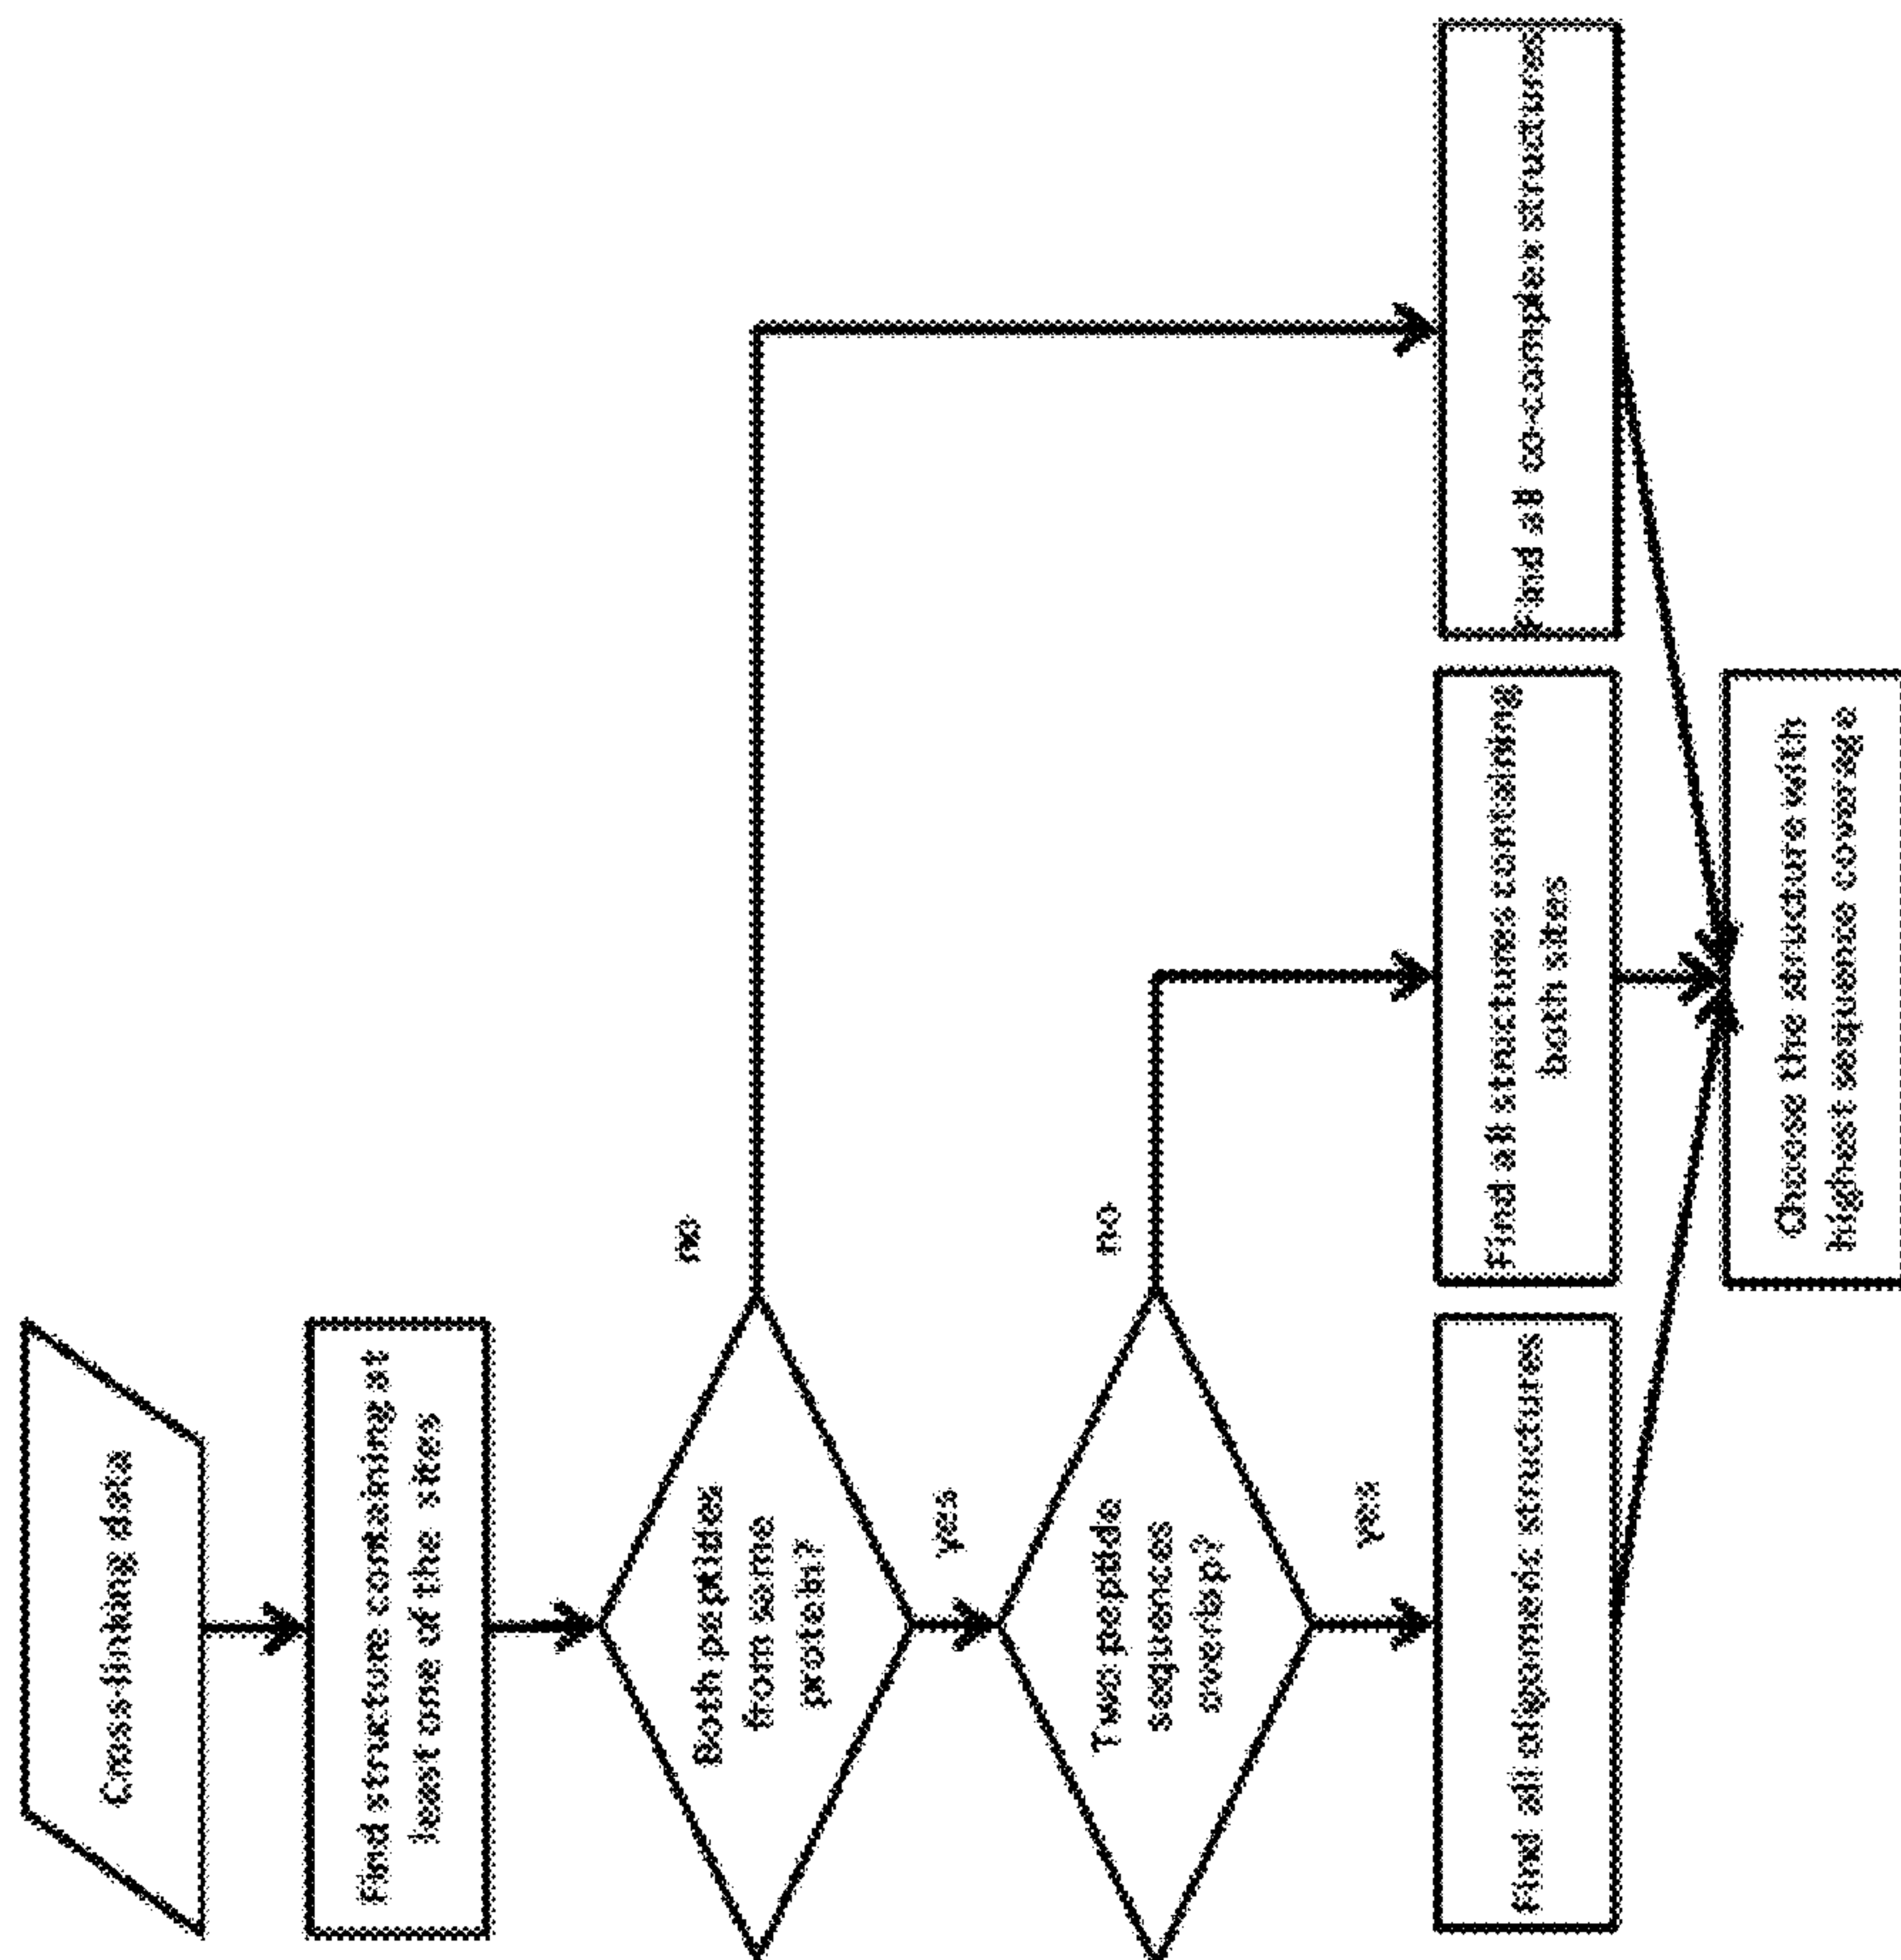 Cross-linking data
Find structure containing at
least one of the sites
Both peptides
from same
protein?
no
yes
Two peptide
sequences
overlap?
no
yes
Find all oligomeric structures
Find all structures containing
both sites
Find all co-complex structures
Choose the structure with
highest sequence coverage